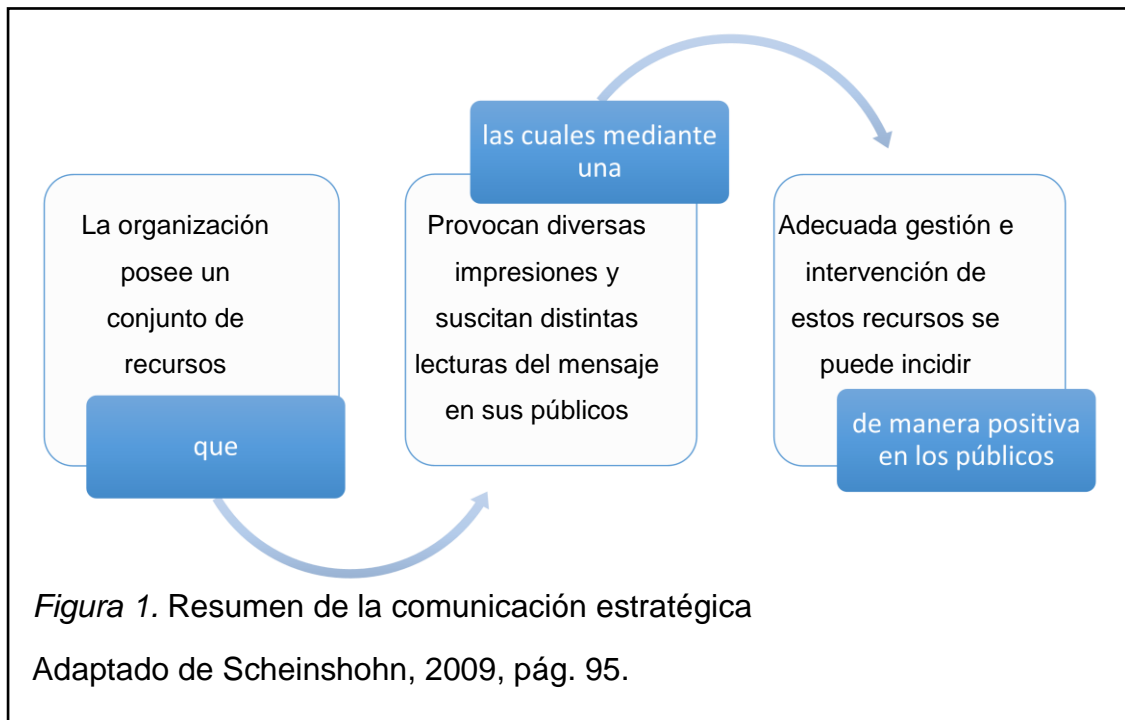 La organización
posee un
conjunto de
recursos
que
las cuales mediante
una
Provocan diversas
impresiones y
suscitan distintas
lecturas del mensaje
en sus públicos
Adecuada gestión e
intervención de
estos recursos se
puede incidir
de manera positiva
en los públicos
Figura 1. Resumen de la comunicación estratégica
Adaptado de Scheinshohn, 2009, pág. 95.